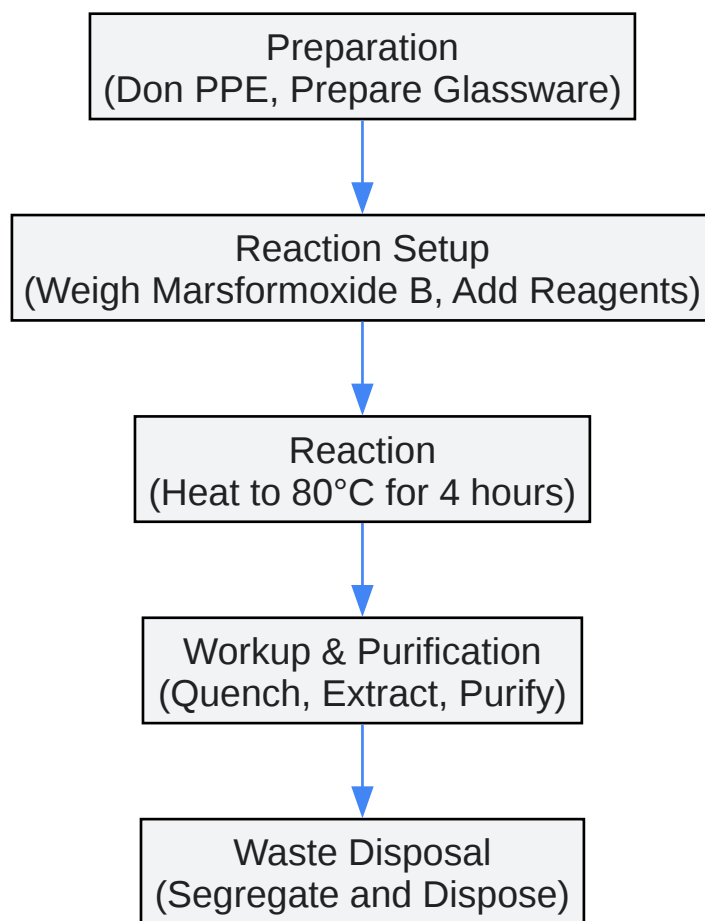 Preparation
(Don PPE, Prepare Glassware)
Reaction Setup
(Weigh Marsformoxide B, Add Reagents)
Reaction
(Heat to 80°C for 4 hours)
Workup & Purification
(Quench, Extract, Purify)
Waste Disposal
(Segregate and Dispose)